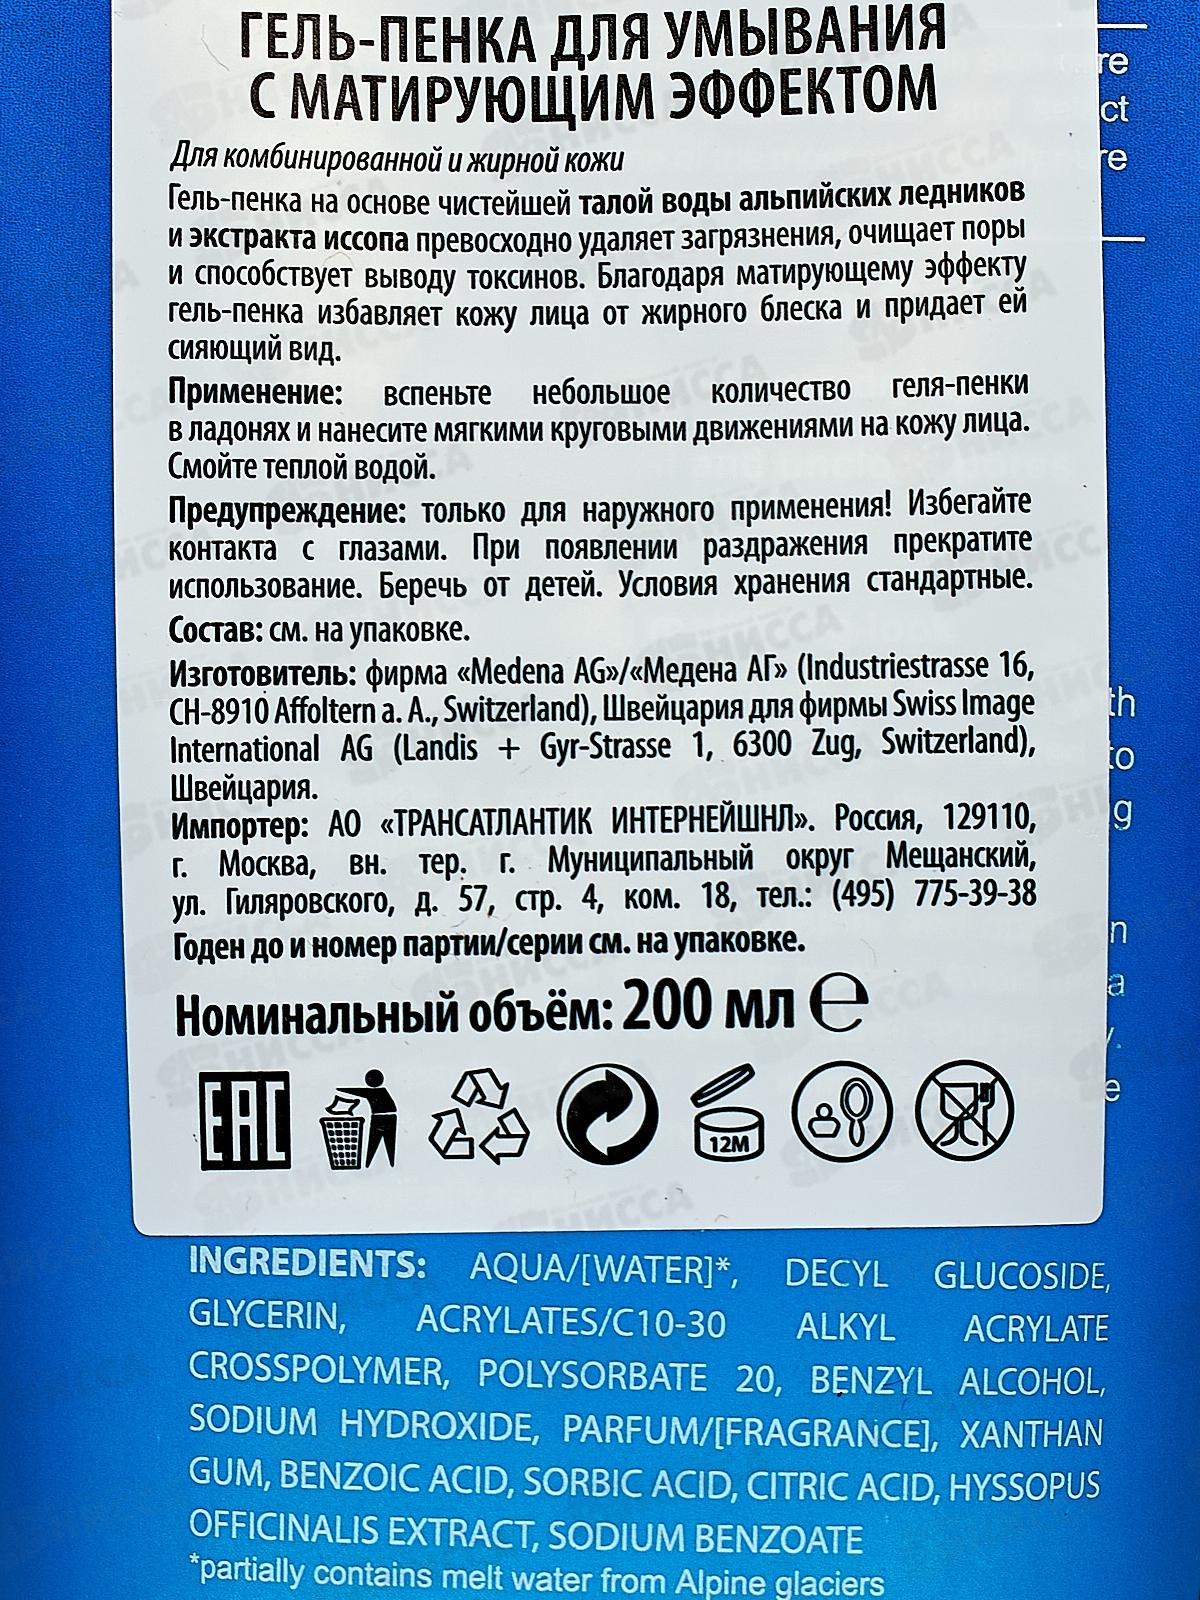 ГЕЛЬ-ПЕНКА ДЛЯ УМЫВАНИЯ
С МАТИРУЮЩИМ ЭФФЕКТОМ
Для комбинированной и жирной кожи
Гель-пенка на основе чистейшей талой воды альпийских ледников
и экстракта иссопа превосходно удаляет загрязнения, очищает поры
и способствует выводу токсинов. Благодаря матирующему эффекту
гель-пенка избавляет кожу лица от жирного блеска и придает ей
сияющий вид.
Применение: вспеньте небольшое количество геля-пенки
в ладонях и нанесите мягкими круговыми движениями на кожу лица.
Смойте теплой водой.
Предупреждение: только для наружного применения! Избегайте
контакта с глазами. При появлении раздражения прекратите
использование. Беречь от детей. Условия хранения стандартные.
Состав: см. на упаковке.
Изготовитель: фирма «Medena AG»/«Медена АГ» (Industriestrasse 16,
CH-8910 Affoltern a. A., Switzerland), Швейцария для фирмы Swiss Image
International AG (Landis + Gyr-Strasse 1, 6300 Zug, Switzerland),
Швейцария.
Импортер: АО «ТРАНСАТЛАНТИК ИНТЕРНЕЙШНЛ». Россия, 129110,
г. Москва, вн. тер. г. Муниципальный округ Мещанский,
ул. Гиляровского, д. 57, стр. 4, ком. 18, тел.: (495) 775-39-38
Годен до и номер партии/серии см. на упаковке.
Номинальный объём: 200 мл ℮
EAC
12M
INGREDIENTS: AQUA/[WATER]*, DECYL GLUCOSIDE,
GLYCERIN, ACRYLATES/C10-30 ALKYL ACRYLATE
CROSSPOLYMER, POLYSORBATE 20, BENZYL ALCOHOL,
SODIUM HYDROXIDE, PARFUM/[FRAGRANCE], XANTHAN
GUM, BENZOIC ACID, SORBIC ACID, CITRIC ACID, HYSSOPUS
OFFICINALIS EXTRACT, SODIUM BENZOATE
*partially contains melt water from Alpine glaciers